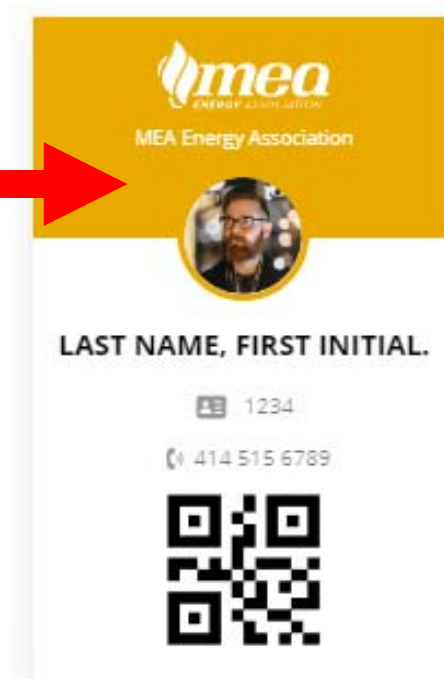 mea
ENERGY ASSOCIATION
MEA Energy Association
LAST NAME, FIRST INITIAL.
1234
414 515 6789